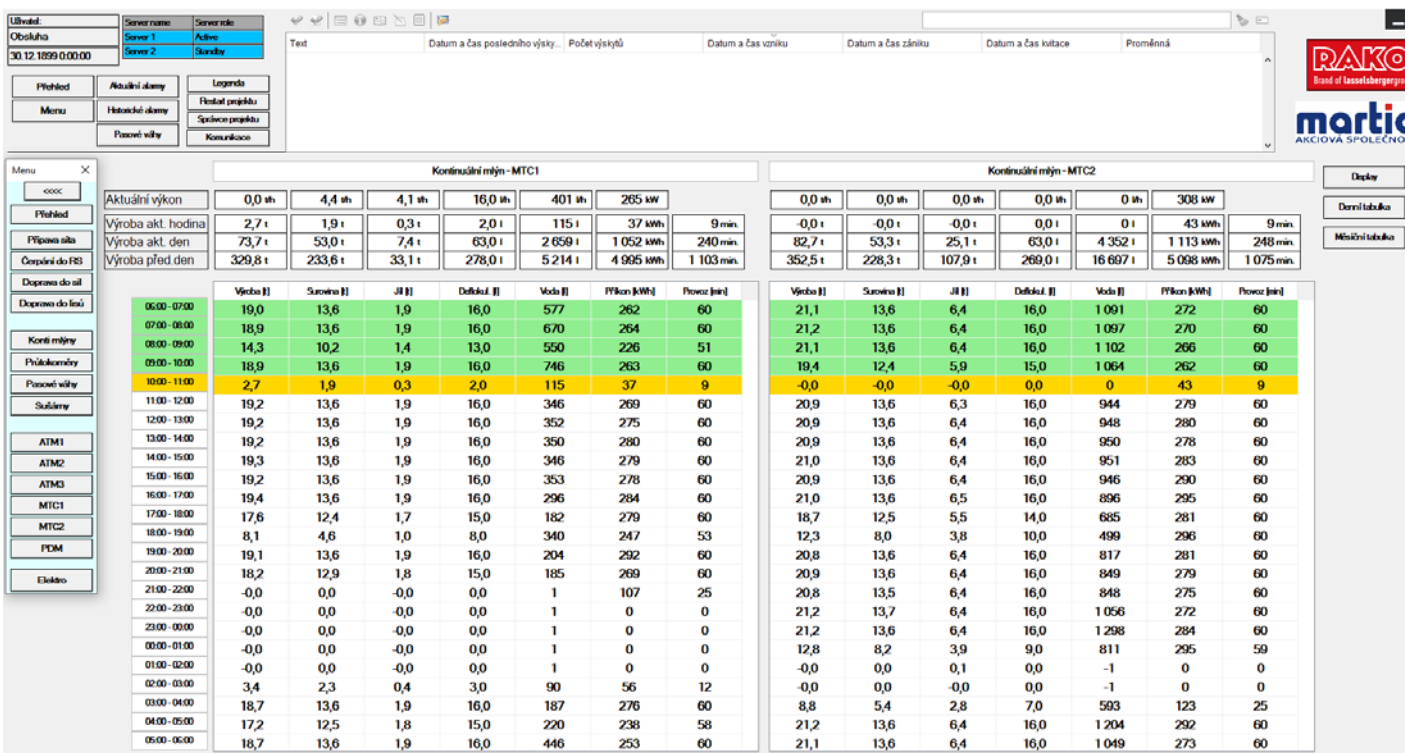 Uživatel:
Obsluha
30.12.1899 0:00:00
Server name Server role
Server 1 Active
Server 2 Standby
Přehled Aktuální alarmy Legenda
Restart projektu
Menu Historické alarmy
Správce projektu
Pasové váhy Komunikace
Text Datum a čas posledního výsky... Počet výskytů Datum a čas vzniku Datum a čas zániku Datum a čas kvitace Proměnná
RAKO
Brand of lasselsbergergro
martic
AKCIOVÁ SPOLEČNO
Menu X
<<<<
Přehled
Příprava síta
Čerpání do RS
Doprava do sil
Doprava do lisů
Konti mlýny
Průtokoměry
Pasové váhy
Sušárny
ATM1
ATM2
ATM3
MTC1
MTC2
PDM
Elektro
Display
Denní tabulka
Měsíční tabulka
Kontinuální mlýn - MTC1 Kontinuální mlýn - MTC2
Aktuální výkon 0,0 t/h 4,4 t/h 4,1 t/h 16,0 l/h 401 l/h 265 kW 0,0 t/h 0,0 t/h 0,0 t/h 0,0 l/h 0 l/h 308 kW
Výroba akt. hodina 2,7 t 1,9 t 0,3 t 2,0 l 115 l 37 kWh 9 min. -0,0 t -0,0 t -0,0 t 0,0 l 0 l 43 kWh 9 min.
Výroba akt. den 73,7 t 53,0 t 7,4 t 63,0 l 2 659 l 1 052 kWh 240 min. 82,7 t 53,3 t 25,1 t 63,0 l 4 352 l 1 113 kWh 248 min.
Výroba před.den 329,8 t 233,6 t 33,1 t 278,0 l 5 214 l 4 995 kWh 1 103 min. 352,5 t 228,3 t 107,9 t 269,0 l 16 697 l 5 098 kWh 1 075 min.
Výroba [t] Surovina [t] Jíl [t] Deflokul. [l] Voda [l] Příkon [kWh] Provoz [min] Výroba [t] Surovina [t] Jíl [t] Deflokul. [l] Voda [l] Příkon [kWh] Provoz [min]
06:00 - 07:00 19,0 13,6 1,9 16,0 577 262 60 21,1 13,6 6,4 16,0 1 091 272 60
07:00 - 08:00 18,9 13,6 1,9 16,0 670 264 60 21,2 13,6 6,4 16,0 1 097 270 60
08:00 - 09:00 14,3 10,2 1,4 13,0 550 226 51 21,1 13,6 6,4 16,0 1 102 266 60
09:00 - 10:00 18,9 13,6 1,9 16,0 746 263 60 19,4 12,4 5,9 15,0 1 064 262 60
10:00 - 11:00 2,7 1,9 0,3 2,0 115 37 9 -0,0 -0,0 -0,0 0,0 0 43 9
11:00 - 12:00 19,2 13,6 1,9 16,0 346 269 60 20,9 13,6 6,3 16,0 944 279 60
12:00 - 13:00 19,2 13,6 1,9 16,0 352 275 60 20,9 13,6 6,4 16,0 948 280 60
13:00 - 14:00 19,2 13,6 1,9 16,0 350 280 60 20,9 13,6 6,4 16,0 950 278 60
14:00 - 15:00 19,3 13,6 1,9 16,0 346 279 60 21,0 13,6 6,4 16,0 951 283 60
15:00 - 16:00 19,2 13,6 1,9 16,0 353 278 60 20,9 13,6 6,4 16,0 946 290 60
16:00 - 17:00 19,4 13,6 1,9 16,0 296 284 60 21,0 13,6 6,5 16,0 896 295 60
17:00 - 18:00 17,6 12,4 1,7 15,0 182 279 60 18,7 12,5 5,5 14,0 685 281 60
18:00 - 19:00 8,1 4,6 1,0 8,0 340 247 53 12,3 8,0 3,8 10,0 499 296 60
19:00 - 20:00 19,1 13,6 1,9 16,0 204 292 60 20,8 13,6 6,4 16,0 817 281 60
20:00 - 21:00 18,2 12,9 1,8 15,0 185 269 60 20,9 13,6 6,4 16,0 849 279 60
21:00 - 22:00 -0,0 0,0 -0,0 0,0 1 107 25 20,8 13,5 6,4 16,0 848 275 60
22:00 - 23:00 -0,0 0,0 -0,0 0,0 1 0 0 21,2 13,7 6,4 16,0 1 056 272 60
23:00 - 00:00 -0,0 0,0 -0,0 0,0 1 0 0 21,2 13,6 6,4 16,0 1 298 284 60
00:00 - 01:00 -0,0 0,0 -0,0 0,0 1 0 0 12,8 8,2 3,9 9,0 811 295 59
01:00 - 02:00 -0,0 0,0 -0,0 0,0 1 0 0 -0,0 0,0 0,1 0,0 -1 0 0
02:00 - 03:00 3,4 2,3 0,4 3,0 90 56 12 -0,0 0,0 -0,0 0,0 -1 0 0
03:00 - 04:00 18,7 13,6 1,9 16,0 187 276 60 8,8 5,4 2,8 7,0 593 123 25
04:00 - 05:00 17,2 12,5 1,8 15,0 220 238 58 21,2 13,6 6,4 16,0 1 204 292 60
05:00 - 06:00 18,7 13,6 1,9 16,0 446 253 60 21,1 13,6 6,4 16,0 1 049 273 60